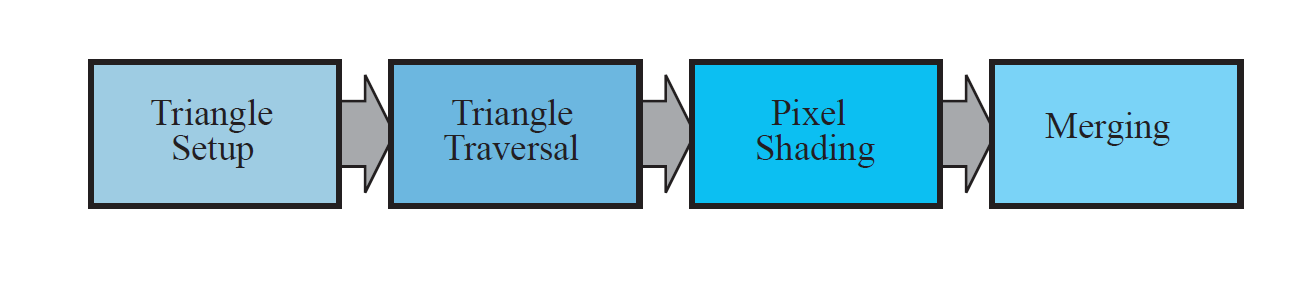 Triangle
Setup
Triangle
Traversal
Pixel
Shading
Merging